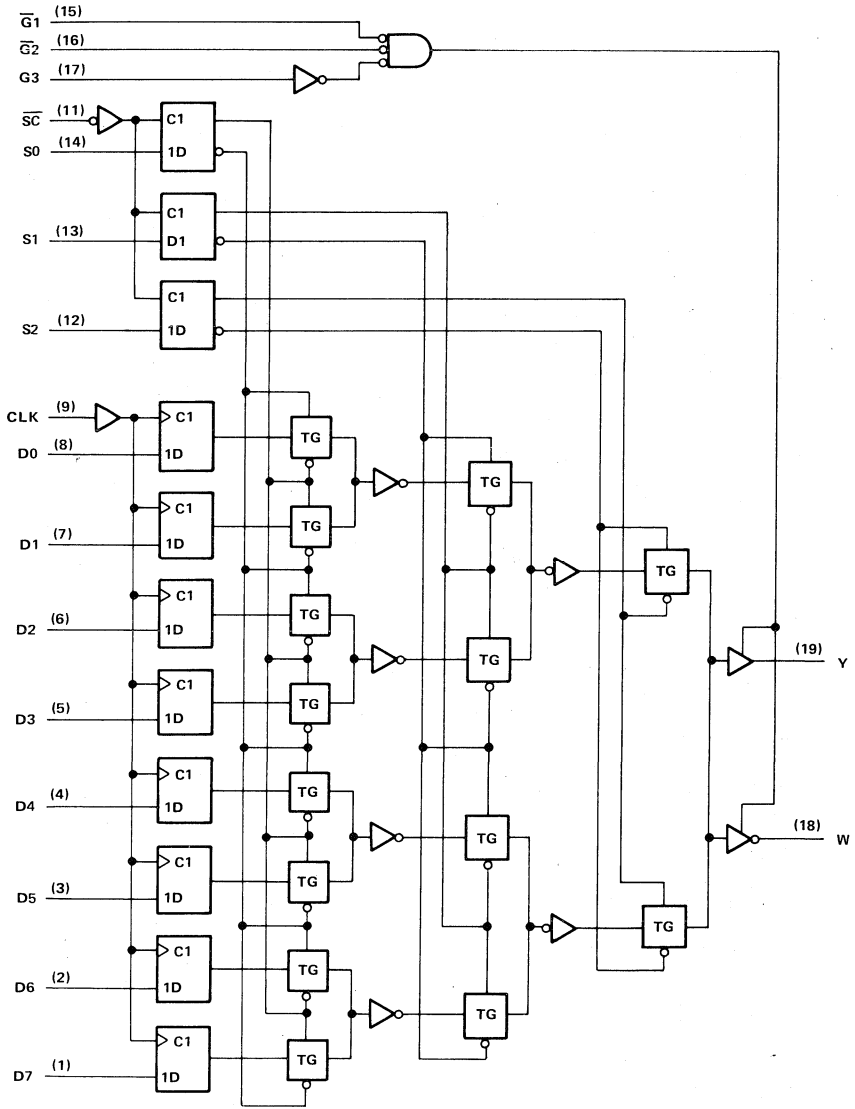 G̅1 (15)
G̅2 (16)
G3 (17)
S̅C̅ (11) C1
S0 (14) 1D
C1
S1 (13) D1
C1
S2 (12) 1D
CLK (9) C1 TG
D0 (8) 1D
TG
C1 TG
D1 (7) 1D
TG
C1 TG
D2 (6) 1D
TG
(19) Y
C1 TG
D3 (5) 1D
C1 TG
D4 (4) 1D
TG
(18) W
C1 TG
D5 (3) 1D
TG
C1 TG
D6 (2) 1D
TG
C1 TG
D7 (1) 1D